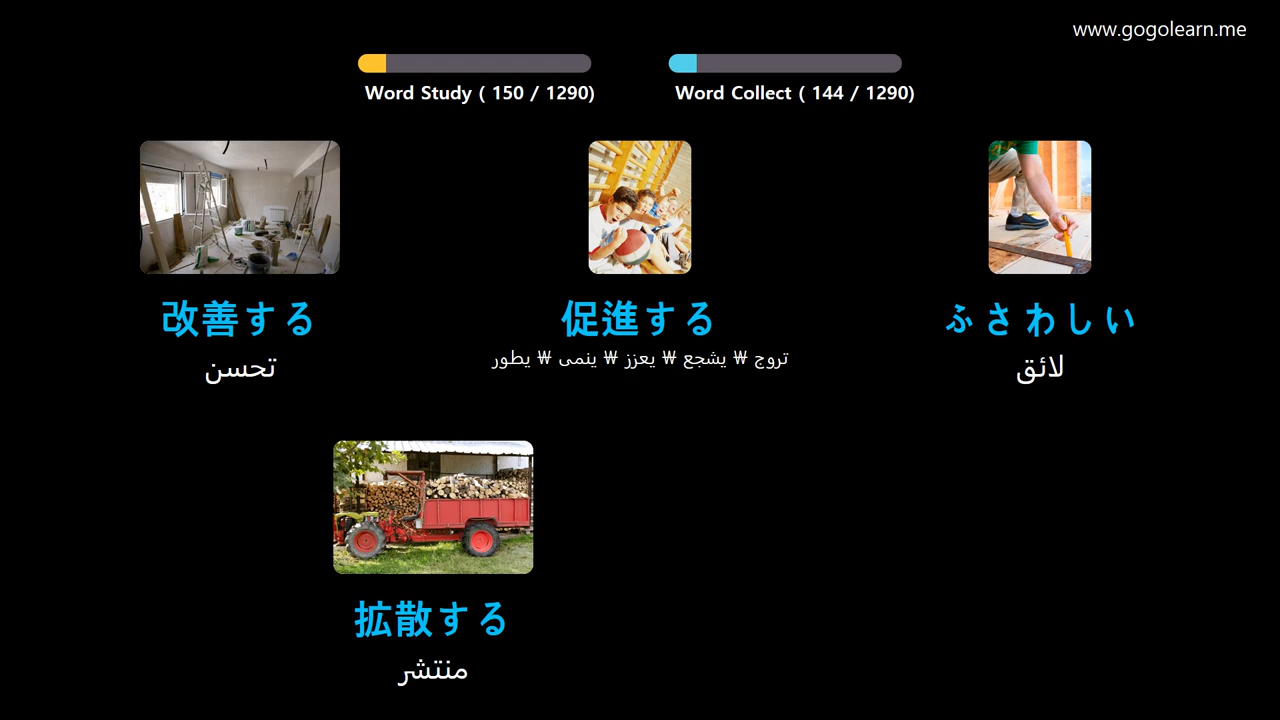 www.gogolearn.me
Word Study ( 150 / 1290)
Word Collect ( 144 / 1290)
改善する
تحسن
促進する
تروج ₩ يشجع ₩ يعزز ₩ ينمى ₩ يطور
ふさわしい
لائق
拡散する
منتشر